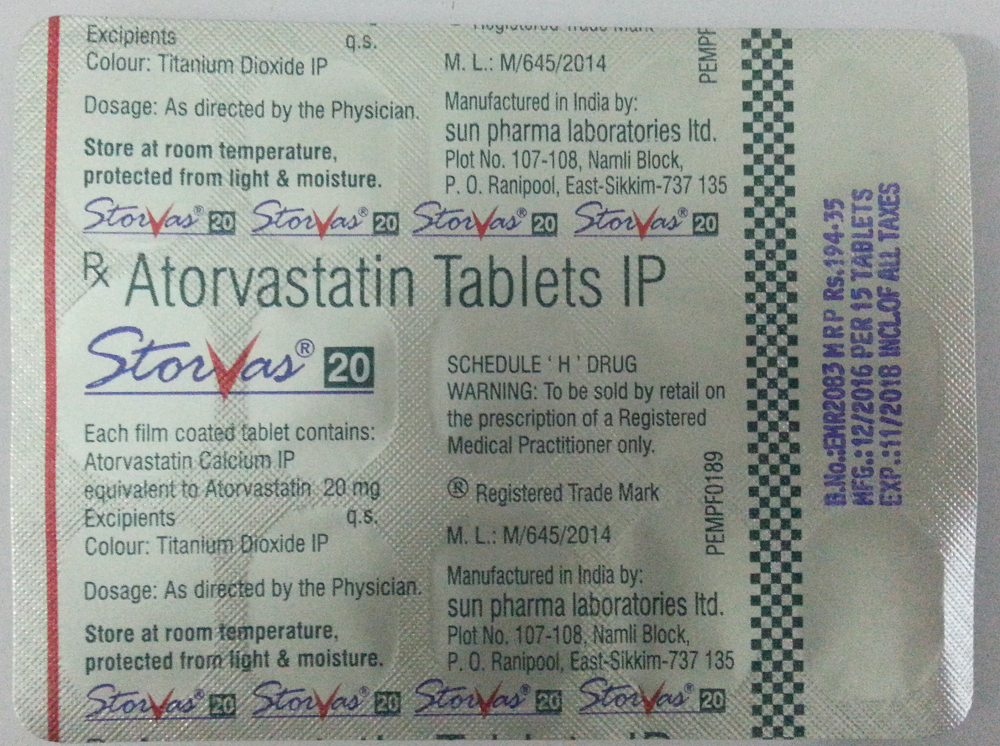 Excipients q.s.
Colour: Titanium Dioxide IP
Dosage: As directed by the Physician.
Store at room temperature,
protected from light & moisture.
Registered Trade Mark
M. L.: M/645/2014
Manufactured in India by:
sun pharma laboratories ltd.
Plot No. 107-108, Namli Block,
P. O. Ranipool, East-Sikkim-737 135
PEMPF
Storvas® 20 Storvas® 20 Storvas® 20 Storvas® 20
Rx Atorvastatin Tablets IP
Storvas® 20
Each film coated tablet contains:
Atorvastatin Calcium IP
equivalent to Atorvastatin 20 mg
Excipients q.s.
Colour: Titanium Dioxide IP
Dosage: As directed by the Physician.
Store at room temperature,
protected from light & moisture.
SCHEDULE ' H ' DRUG
WARNING: To be sold by retail on
the prescription of a Registered
Medical Practitioner only.
® Registered Trade Mark
M. L.: M/645/2014
Manufactured in India by:
sun pharma laboratories ltd.
Plot No. 107-108, Namli Block,
P. O. Ranipool, East-Sikkim-737 135
PEMPF0189
Storvas® 20 Storvas® 20 Storvas® 20 Storvas® 20
B.No.:EHR2083 MRP Rs.194.35
MFG.:12/2016 PER 15 TABLETS
EXP.:11/2018 INCLOF ALL TAXES